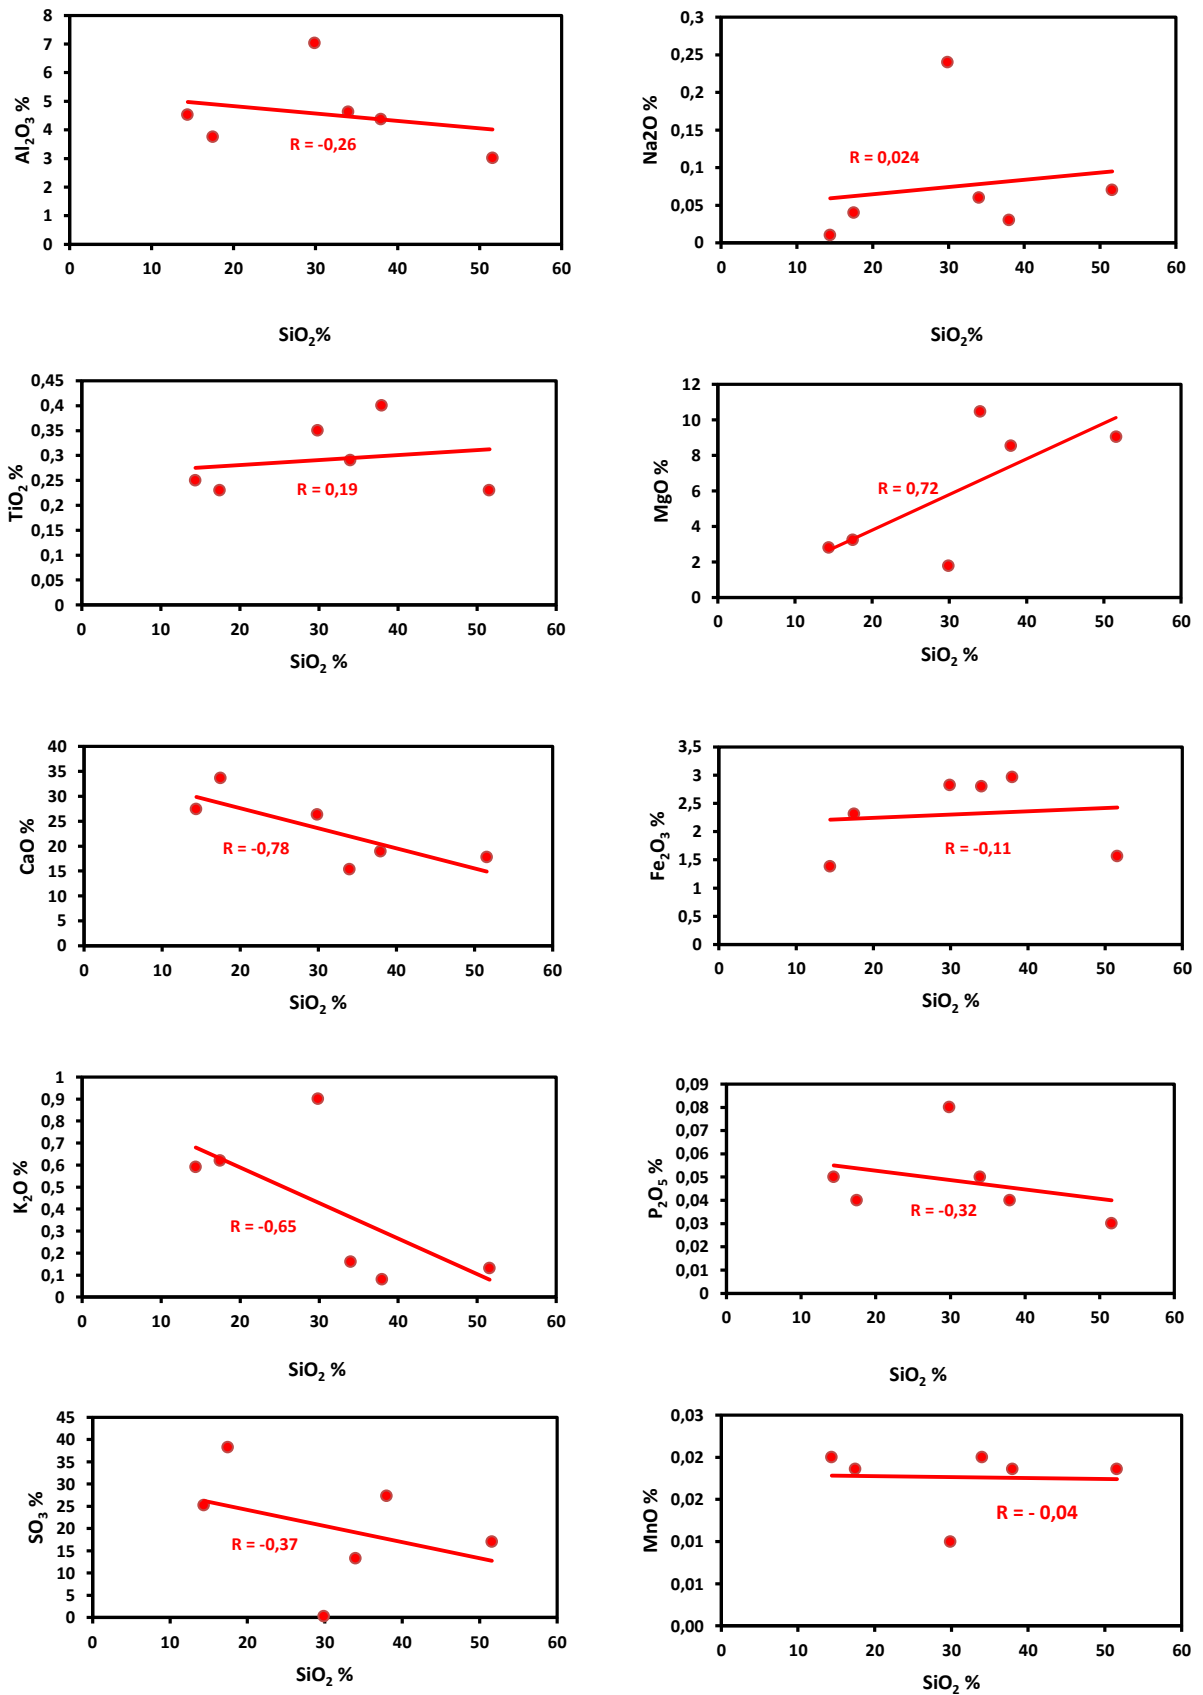 8
7
6
5
4
3
2
1
0
Al₂O₃ %
R = -0,26
0 10 20 30 40 50 60
SiO₂%
0,3
0,25
0,2
0,15
0,1
0,05
0
Na2O %
R = 0,024
0 10 20 30 40 50 60
SiO₂%
0,45
0,4
0,35
0,3
0,25
0,2
0,15
0,1
0,05
0
TiO₂ %
R = 0,19
0 10 20 30 40 50 60
SiO₂ %
12
10
8
6
4
2
0
MgO %
R = 0,72
0 10 20 30 40 50 60
SiO₂ %
40
35
30
25
20
15
10
5
0
CaO %
R = -0,78
0 10 20 30 40 50 60
SiO₂ %
3,5
3
2,5
2
1,5
1
0,5
0
Fe₂O₃ %
R = -0,11
0 10 20 30 40 50 60
SiO₂ %
1
0,9
0,8
0,7
0,6
0,5
0,4
0,3
0,2
0,1
0
K₂O %
R = -0,65
0 10 20 30 40 50 60
SiO₂ %
0,09
0,08
0,07
0,06
0,05
0,04
0,03
0,02
0,01
0
P₂O₅ %
R = -0,32
0 10 20 30 40 50 60
SiO₂ %
45
40
35
30
25
20
15
10
5
0
SO₃ %
R = -0,37
0 10 20 30 40 50 60
SiO₂ %
0,03
0,02
0,02
0,01
0,01
0,00
MnO %
R = - 0,04
0 10 20 30 40 50 60
SiO₂ %